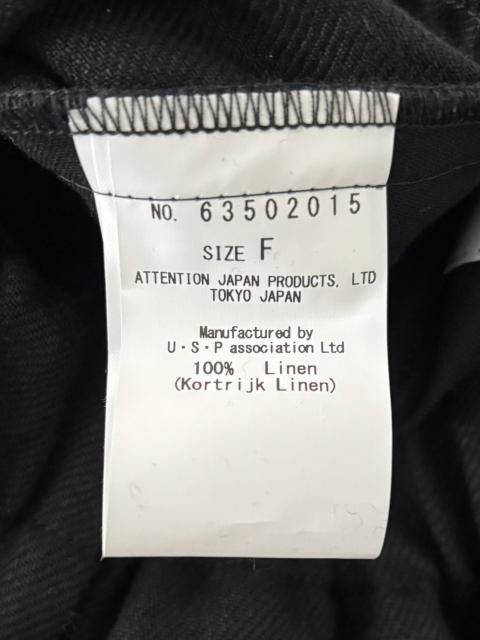 NO. 63502015
SIZE F
ATTENTION JAPAN PRODUCTS, LTD
TOKYO JAPAN
Manufactured by
U・S・P association Ltd
100% Linen
(Kortrijk Linen)